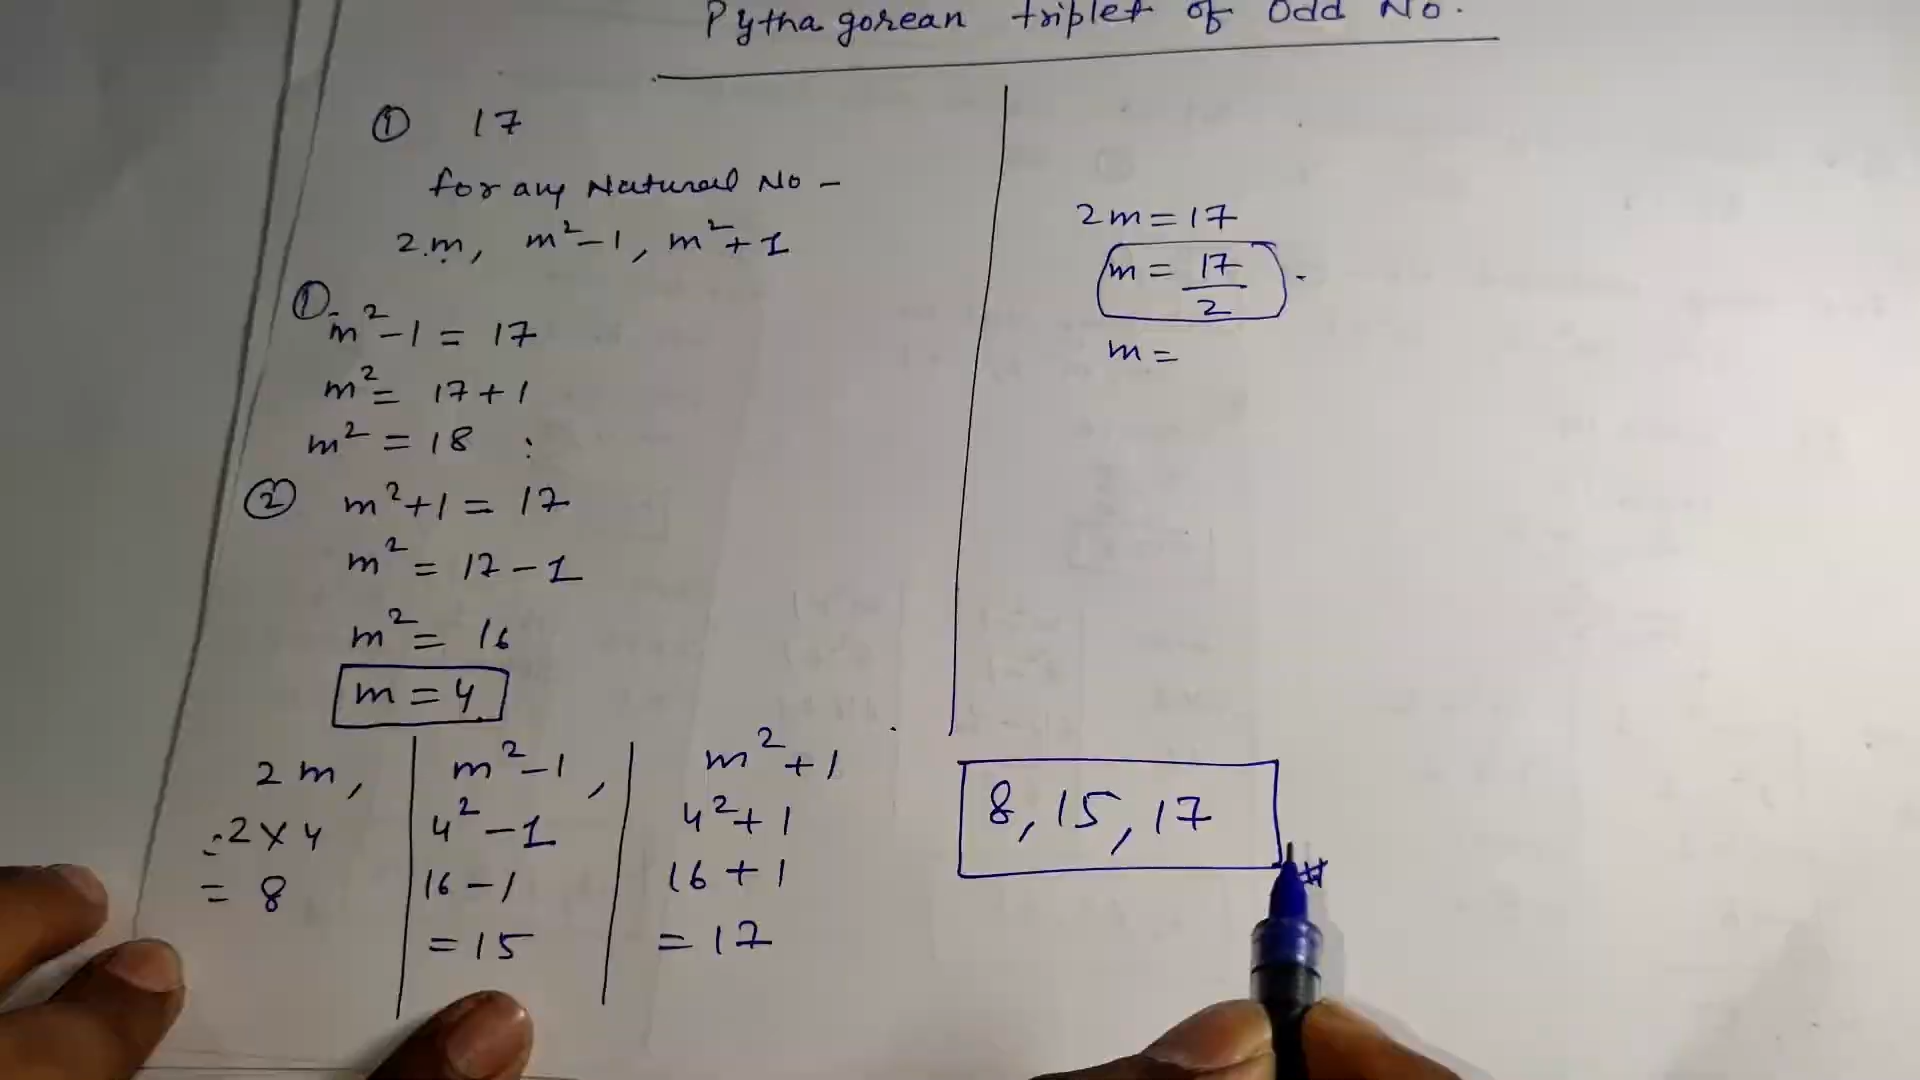 Pythagorean triplet of Odd No.
① 17
for any Natural No -
2.m, m²-1, m²+1
① m²-1 = 17
m² = 17+1
m² = 18 :
② m²+1 = 17
m² = 17-1
m² = 16
m = 4
2m, m²-1, m²+1
2×4 4²-1 4²+1
= 8 16-1 16+1
=15 = 17
2m = 17
m = 17/2
m =
8, 15, 17